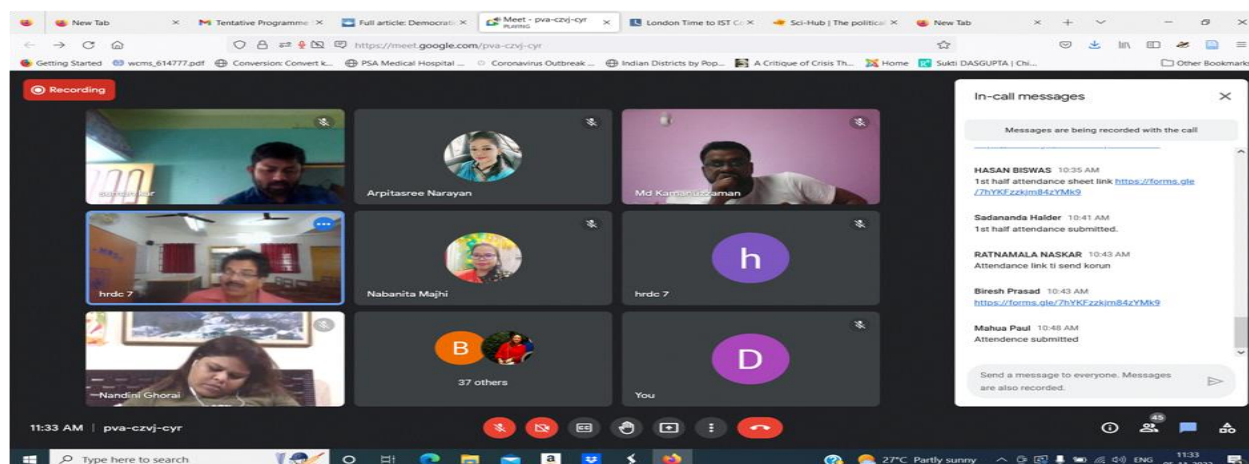 New Tab
Tentative Programme
Full article: Democrati
Meet - pva-czvj-cyr
PLAYING
London Time to IST Co
Sci-Hub | The political
New Tab
https://meet.google.com/pva-czvj-cyr
Getting Started
wcms_614777.pdf
Conversion: Convert k...
PSA Medical Hospital ...
Coronavirus Outbreak ...
Indian Districts by Pop...
A Critique of Crisis Th...
Home
Sukti DASGUPTA | Chi...
Other Bookmarks
Recording
Arpitasree Narayan
Md Kamaruzzaman
hrdc 7
Nabanita Majhi
h
hrdc 7
Nandini Ghorai
B
37 others
D
You
In-call messages
Messages are being recorded with the call
HASAN BISWAS 10:35 AM
1st half attendance sheet link https://forms.gle
/7hYKFzzkjm84zYMk9
Sadananda Halder 10:41 AM
1st half attendance submitted.
RATNAMALA NASKAR 10:43 AM
Attendance link ti send korun
Biresh Prasad 10:43 AM
https://forms.gle/7hYKFzzkjm84zYMk9
Mahua Paul 10:48 AM
Attendence submitted
Send a message to everyone. Messages
are also recorded.
11:33 AM | pva-czvj-cyr
45
Type here to search
27°C Partly sunny
ENG
11:33